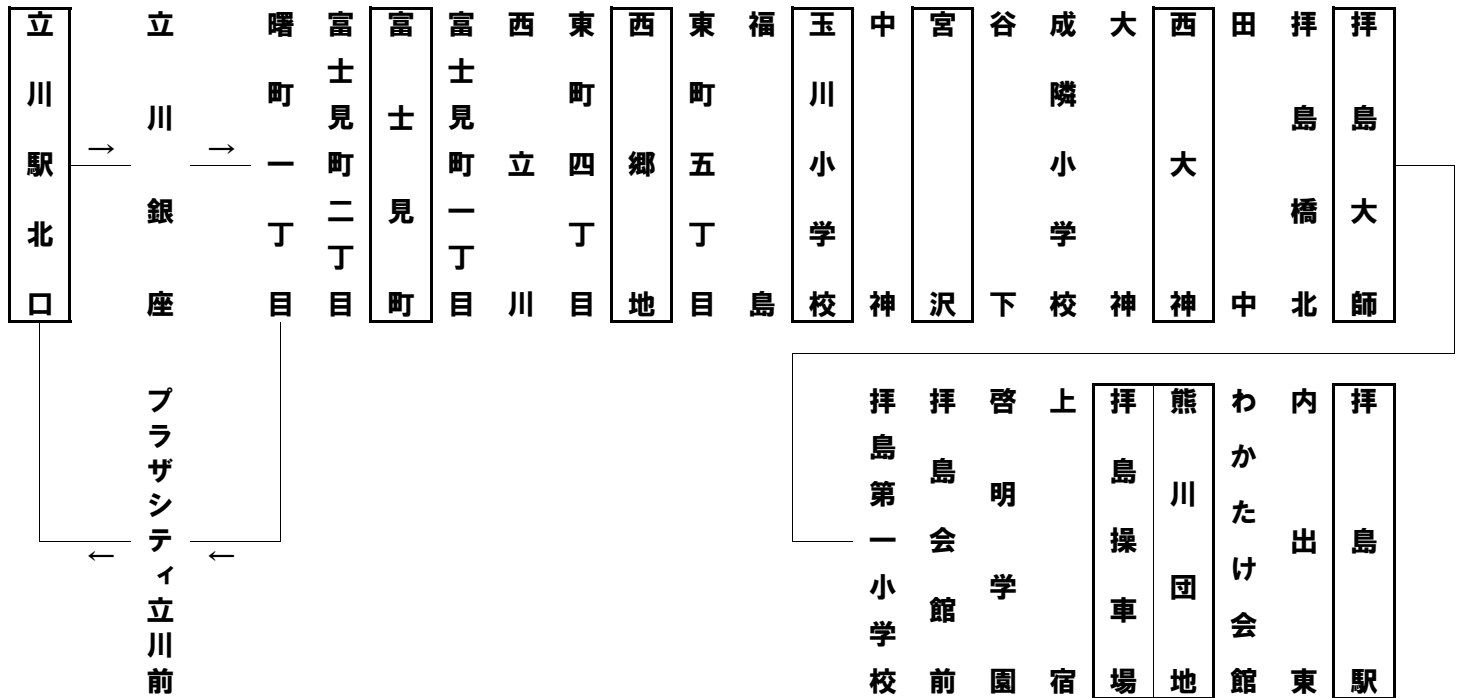 立川駅北口
→
立川銀座
→
曙町一丁目
富士見町二丁目
富士見町
富士見町一丁目
西立川
東町四丁目
西郷地
東町五丁目
福島
玉川小学校
中神
宮沢
谷下
成隣小学校
大神
西大神
田中
拝島橋北
拝島大師
←
プラザシティ立川前
←
拝島第一小学校
拝島会館前
啓明学園
上宿
拝島操車場
熊川団地
わかたけ会館
内出東
拝島駅